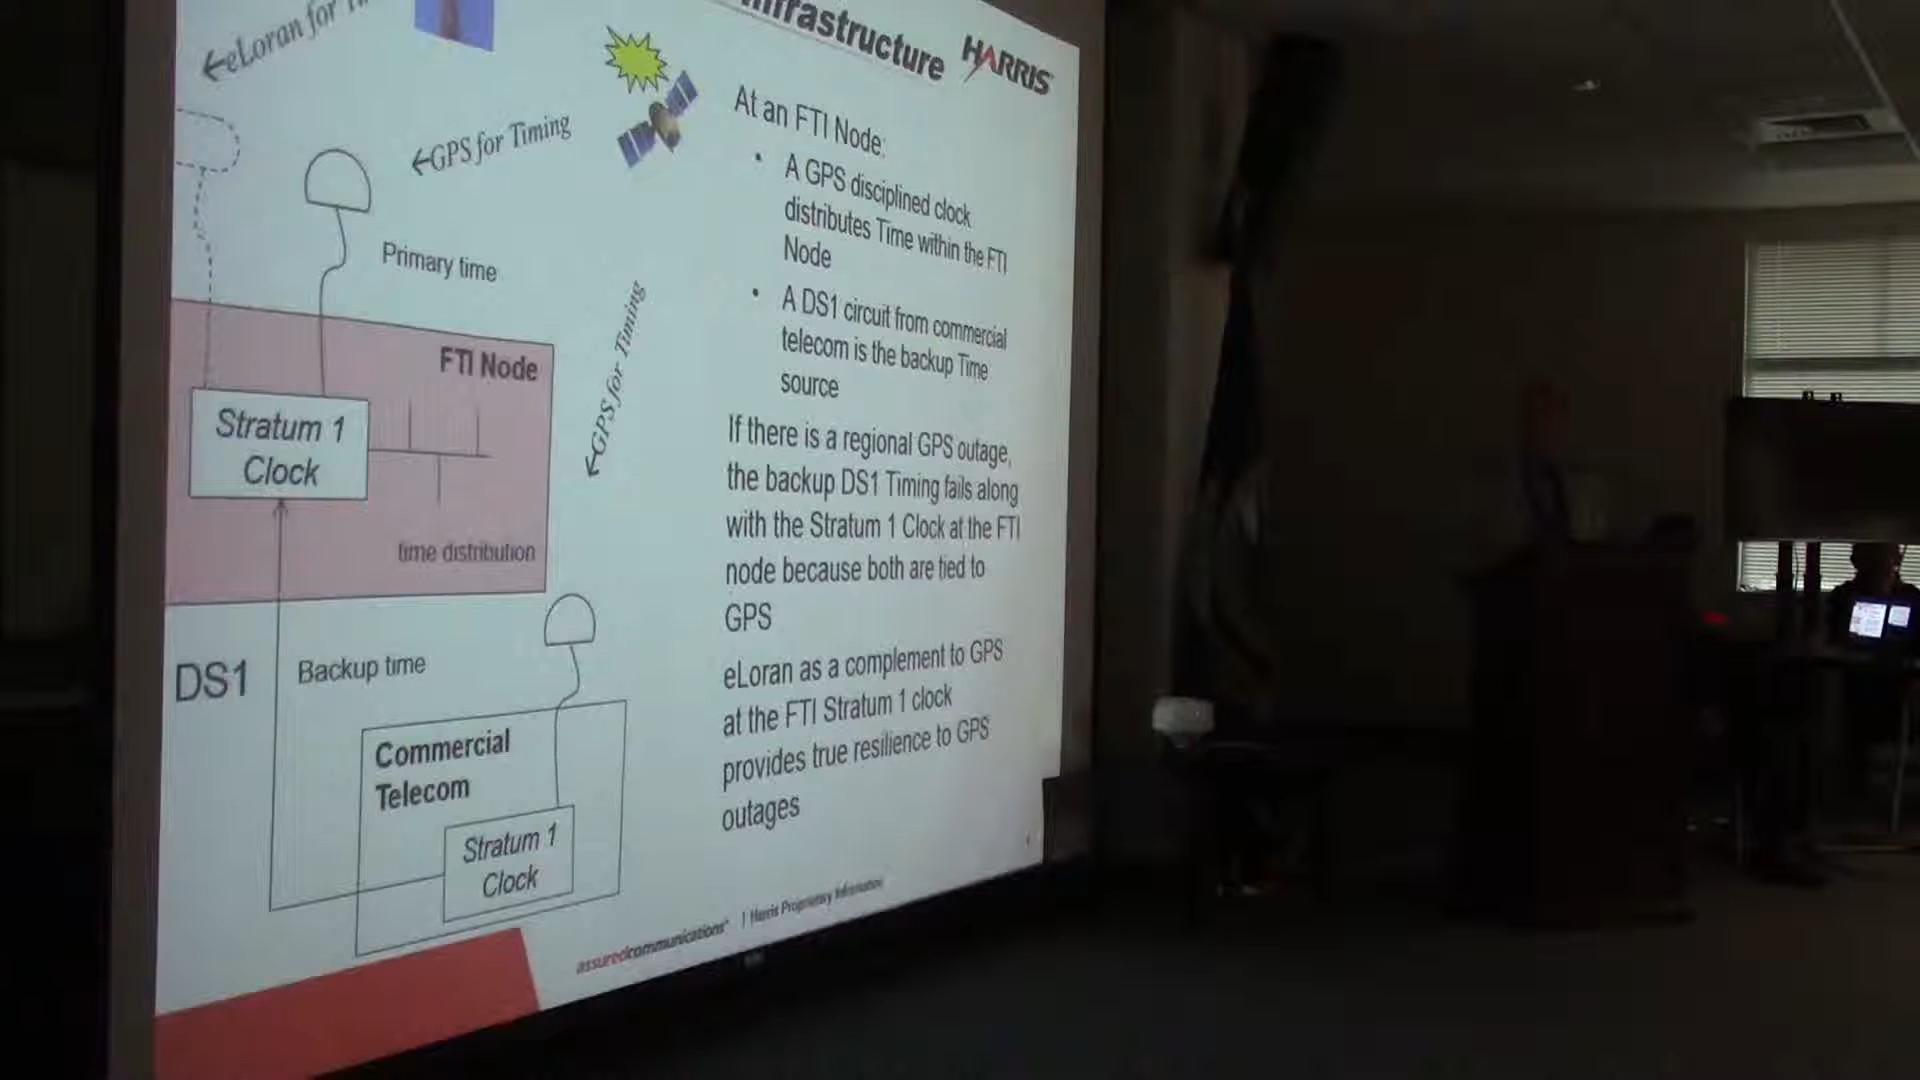 ←eLoran for
nfrastructure
HARRIS
←GPS for Timing
Primary time
FTI Node
Stratum 1
Clock
time distribution
←GPS for Timing
DS1
Backup time
Commercial
Telecom
Stratum 1
Clock
At an FTI Node:
• A GPS disciplined clock
distributes Time within the FTI
Node
• A DS1 circuit from commercial
telecom is the backup Time
source
If there is a regional GPS outage,
the backup DS1 Timing fails along
with the Stratum 1 Clock at the FTI
node because both are tied to
GPS
eLoran as a complement to GPS
at the FTI Stratum 1 clock
provides true resilience to GPS
outages
assuredcommunications® | Harris Proprietary Information